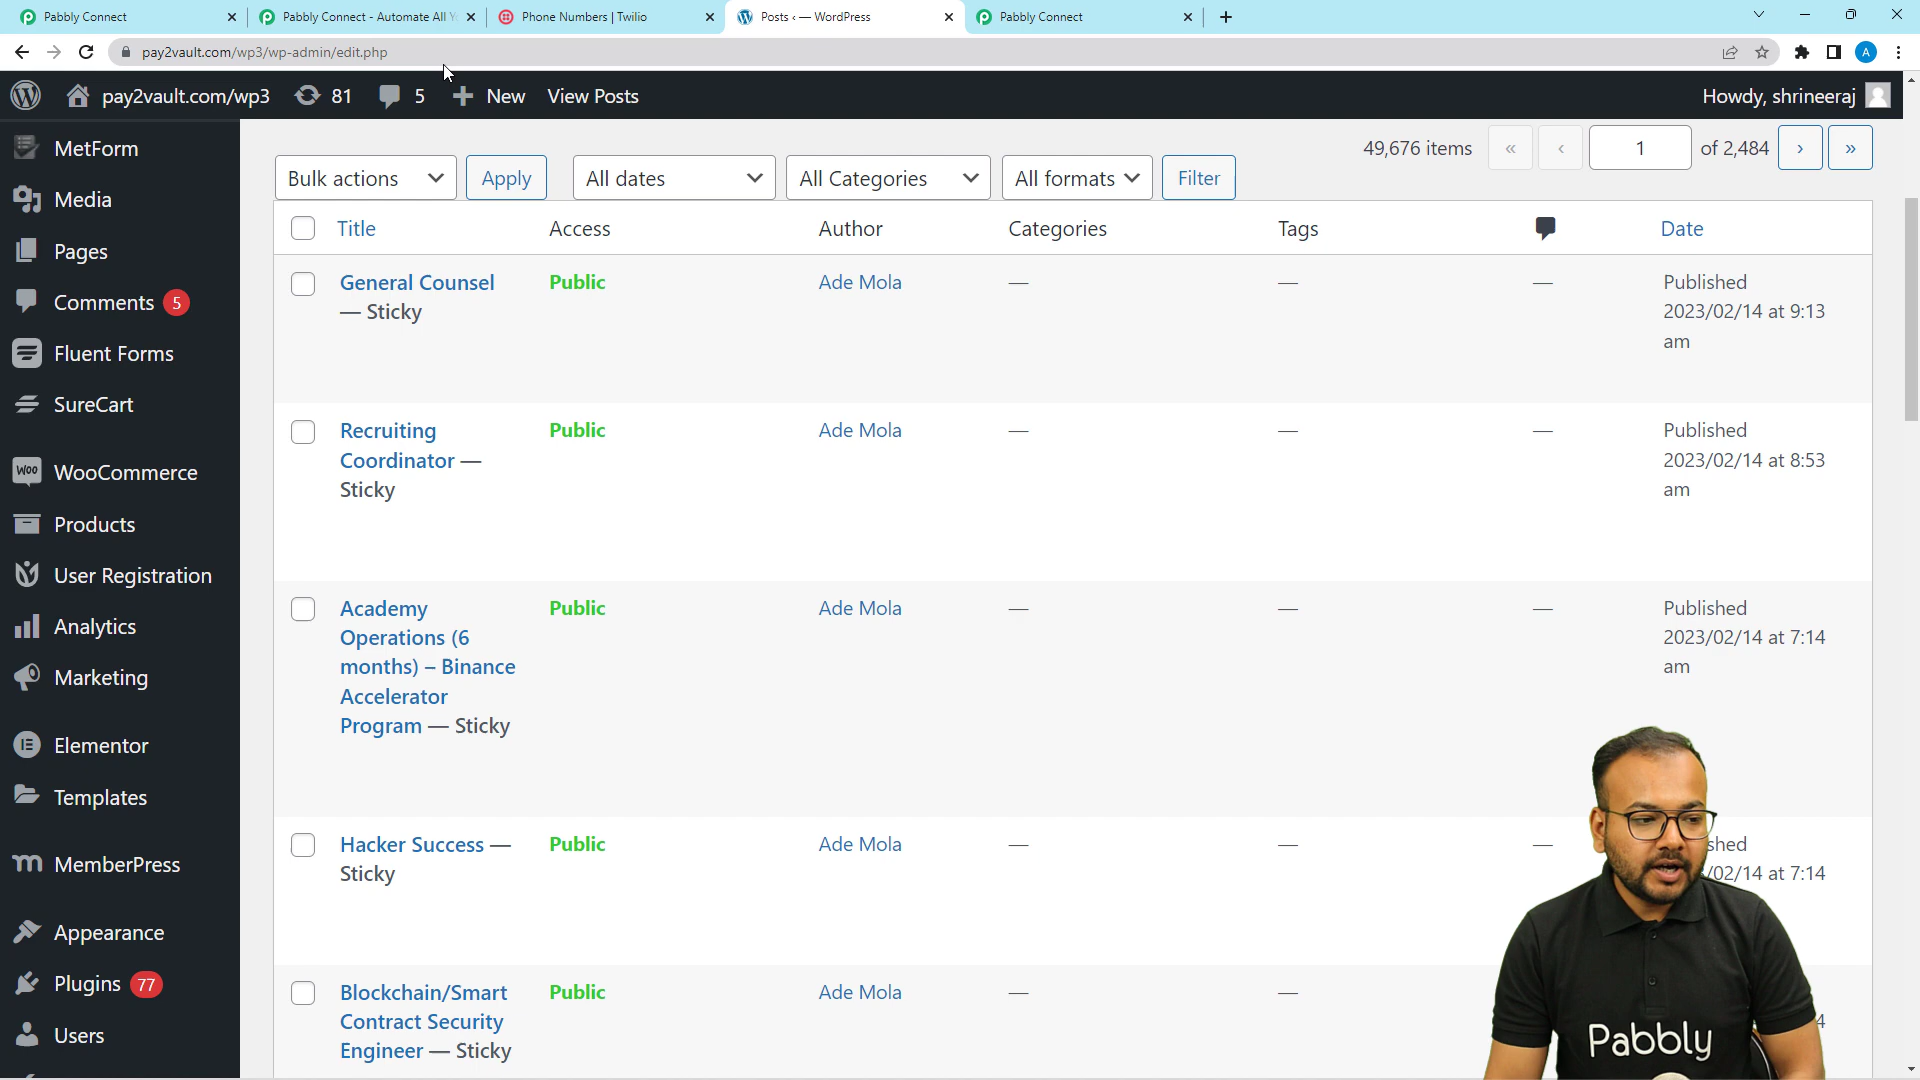 Pabbly Connect
Pabbly Connect - Automate All Y
Phone Numbers | Twilio
Posts ‹ — WordPress
Pabbly Connect
pay2vault.com/wp3/wp-admin/edit.php
A
pay2vault.com/wp3
81
5
New
View Posts
Howdy, shrineeraj
MetForm
Media
Pages
Comments 5
Fluent Forms
SureCart
WooCommerce
Products
User Registration
Analytics
Marketing
Elementor
Templates
MemberPress
Appearance
Plugins 77
Users
Bulk actions
Apply
All dates
All Categories
All formats
Filter
49,676 items
«
‹
1
of 2,484
›
»
Title
Access
Author
Categories
Tags
Date
General Counsel
— Sticky
Public
Ade Mola
—
—
—
Published
2023/02/14 at 9:13
am
Recruiting
Coordinator —
Sticky
Public
Ade Mola
—
—
—
Published
2023/02/14 at 8:53
am
Academy
Operations (6
months) – Binance
Accelerator
Program — Sticky
Public
Ade Mola
—
—
—
Published
2023/02/14 at 7:14
am
Hacker Success —
Sticky
Public
Ade Mola
—
—
—
shed
/02/14 at 7:14
Blockchain/Smart
Contract Security
Engineer — Sticky
Public
Ade Mola
—
—
4
Pabbly